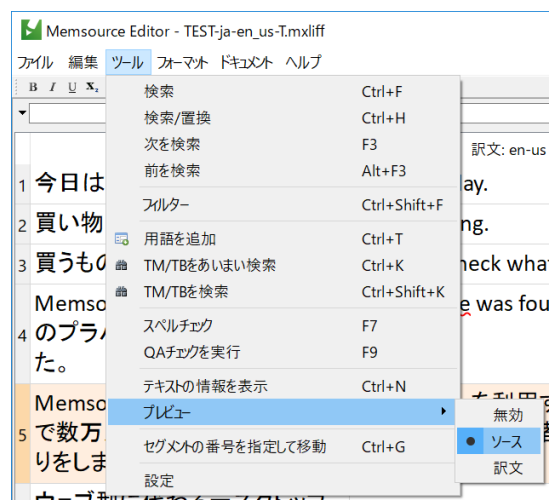 Memsource Editor - TEST-ja-en_us-T.mxliff
ファイル 編集 ツール フォーマット ドキュメント ヘルプ
B I U X₂
検索 Ctrl+F
検索/置換 Ctrl+H
次を検索 F3
前を検索 Alt+F3
フィルター Ctrl+Shift+F
用語を追加 Ctrl+T
TM/TBをあいまい検索 Ctrl+K
TM/TBを検索 Ctrl+Shift+K
スペルチェック F7
QAチェックを実行 F9
テキストの情報を表示 Ctrl+N
プレビュー
セグメントの番号を指定して移動 Ctrl+G
設定
無効
ソース
訳文
訳文: en-us
1 今日は ay.
2 買い物 ng.
3 買うもの heck what
4 Memso e was fou
のプラ
た。
5 Memso を利用す
で数万
りをしま